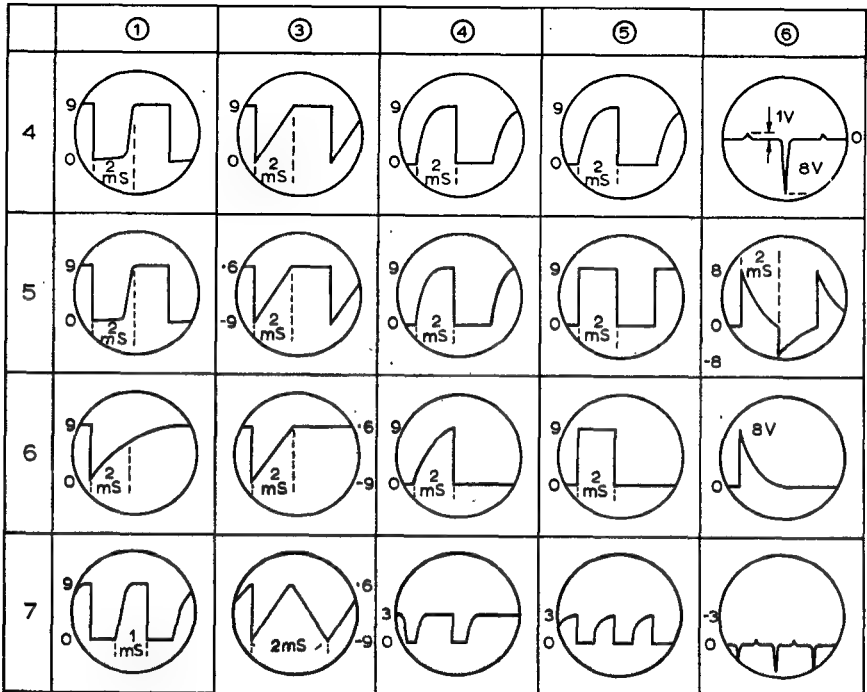 ① ③ ④ ⑤ ⑥
4
9 0 2 mS
9 0 2 mS
9 0 2 mS
9 0 2 mS
1V 8V 0
5
9 0 2 mS
·6 -9 2 mS
9 0 2 mS
9 0 2 mS
8 0 -8 2 mS
6
9 0 2 mS
·6 -9 2 mS
9 0 2 mS
9 0 2 mS
8V 0
7
9 0 1 mS
·6 -9 2mS
3 0
3 0
-3 0